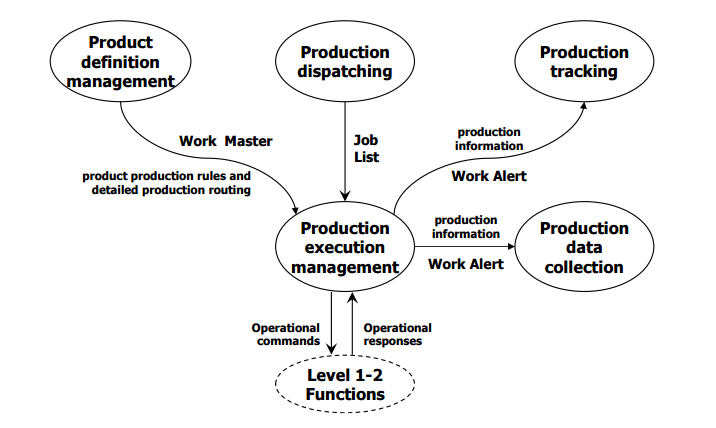 Product
definition
management
Production
dispatching
Production
tracking
Work Master
product production rules and
detailed production routing
Job
List
production
information
Work Alert
Production
execution
management
production
information
Work Alert
Production
data
collection
Operational
commands
Operational
responses
Level 1-2
Functions